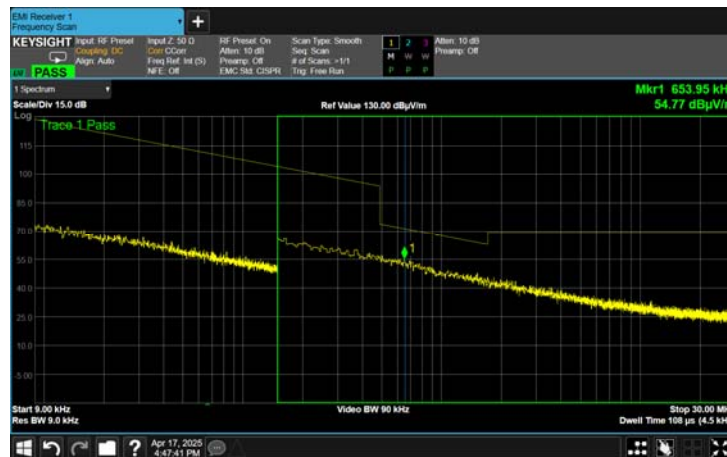 EMI Receiver 1
Frequency Scan
KEYSIGHT Input: RF Presel Input Z: 50 Ω RF Presel: On Scan Type: Smooth 1 2 3 Atten: 10 dB
Coupling: DC Corr CCorr Atten: 10 dB Seq: Scan M W W Preamp: Off
Align: Auto Freq Ref: Int (S) Preamp: Off # of Scans: >1/1 P P P
PASS NFE: Off EMC Std: CISPR Trig: Free Run
1 Spectrum
Mkr1 653.95 kH
Scale/Div 15.0 dB Ref Value 130.00 dBµV/m 54.77 dBµV/
Log
Trace 1 Pass
115
100
85.0
70.0
1
55.0
40.0
25.0
10.0
-5.00
Start 9.00 kHz Video BW 90 kHz Stop 30.00 M
Res BW 9.0 kHz Dwell Time 108 µs (4.5 kH
? Apr 17, 2025
4:47:41 PM